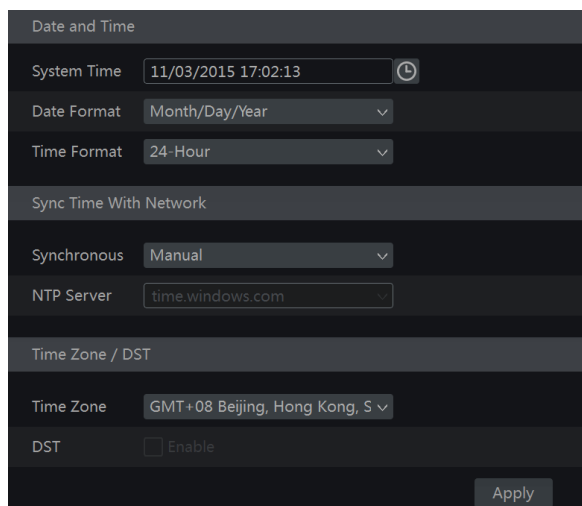 Date and Time
System Time 11/03/2015 17:02:13
Date Format Month/Day/Year
Time Format 24-Hour
Sync Time With Network
Synchronous Manual
NTP Server time.windows.com
Time Zone / DST
Time Zone GMT+08 Beijing, Hong Kong, S
DST Enable
Apply